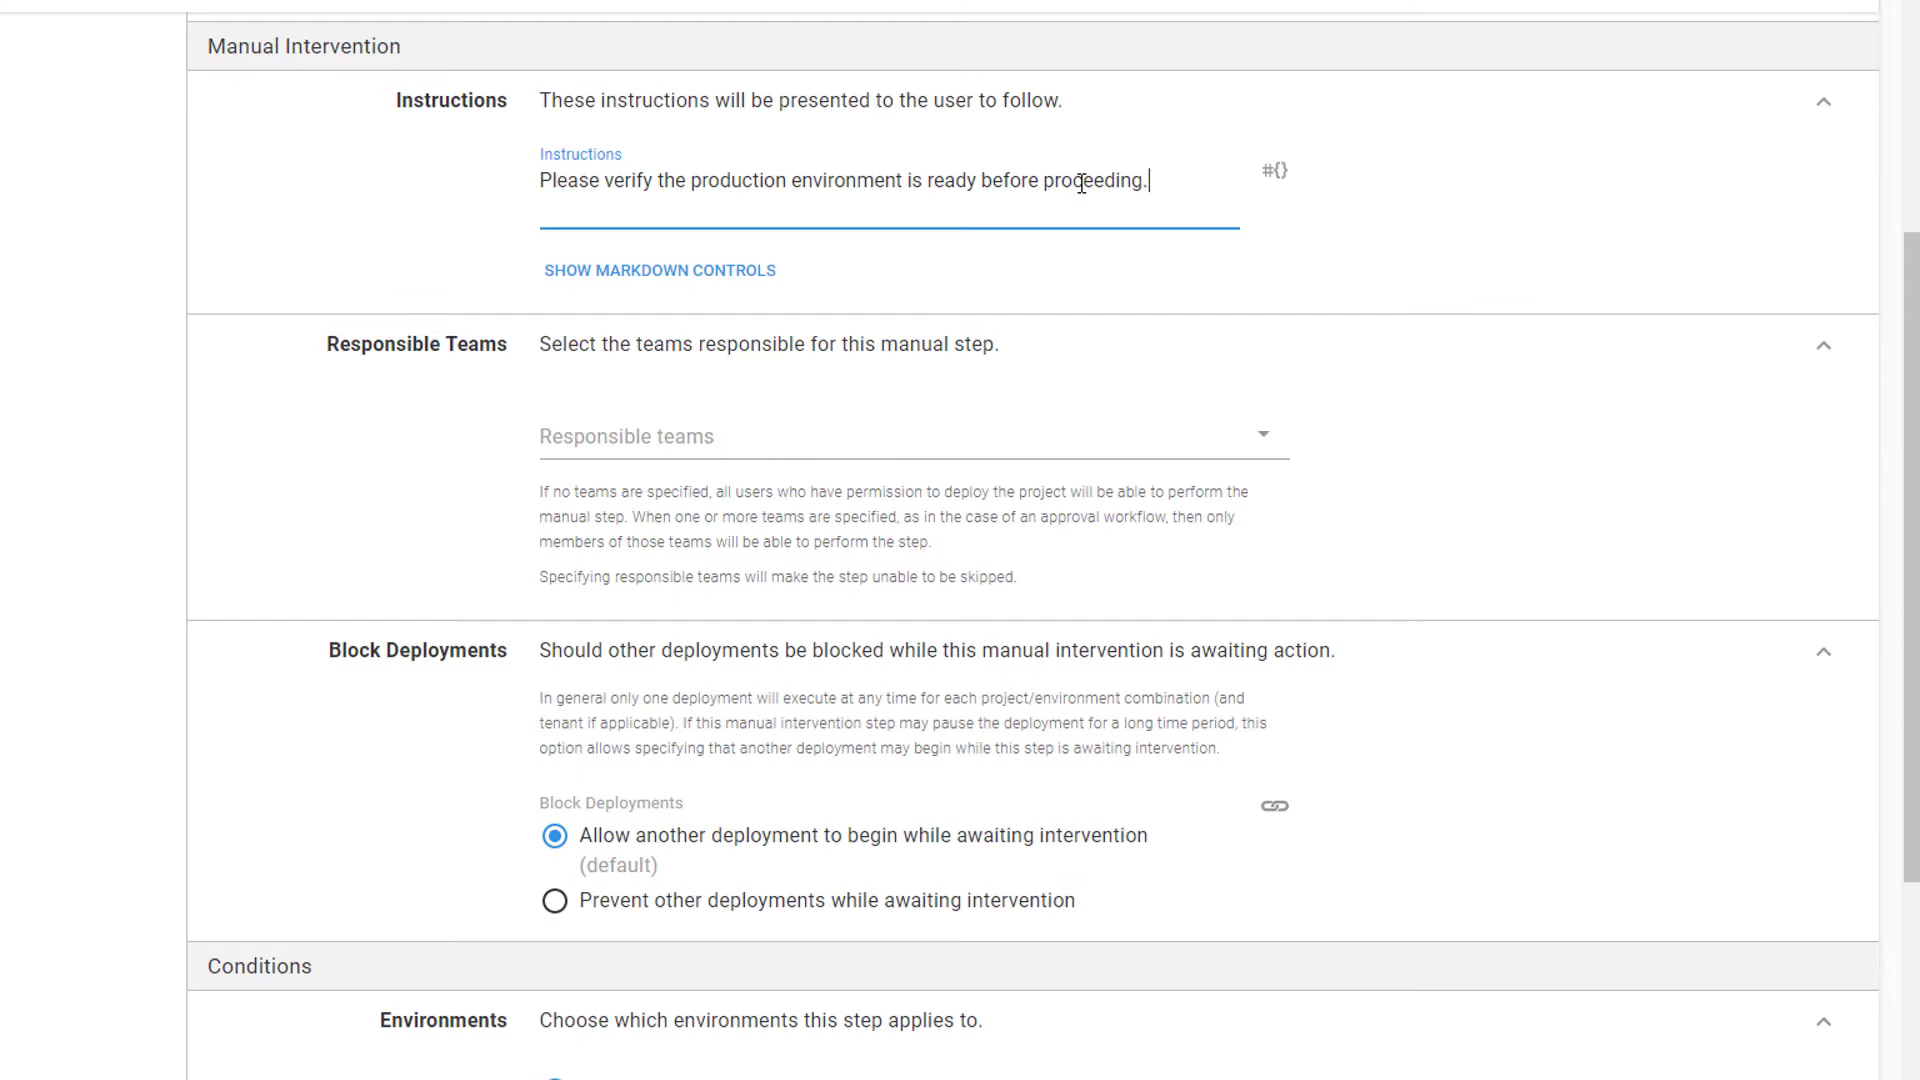 Manual Intervention
Instructions
These instructions will be presented to the user to follow.
Instructions
Please verify the production environment is ready before proceeding.
#{}
SHOW MARKDOWN CONTROLS
Responsible Teams
Select the teams responsible for this manual step.
Responsible teams
If no teams are specified, all users who have permission to deploy the project will be able to perform the
manual step. When one or more teams are specified, as in the case of an approval workflow, then only
members of those teams will be able to perform the step.
Specifying responsible teams will make the step unable to be skipped.
Block Deployments
Should other deployments be blocked while this manual intervention is awaiting action.
In general only one deployment will execute at any time for each project/environment combination (and
tenant if applicable). If this manual intervention step may pause the deployment for a long time period, this
option allows specifying that another deployment may begin while this step is awaiting intervention.
Block Deployments
Allow another deployment to begin while awaiting intervention
(default)
Prevent other deployments while awaiting intervention
Conditions
Environments
Choose which environments this step applies to.